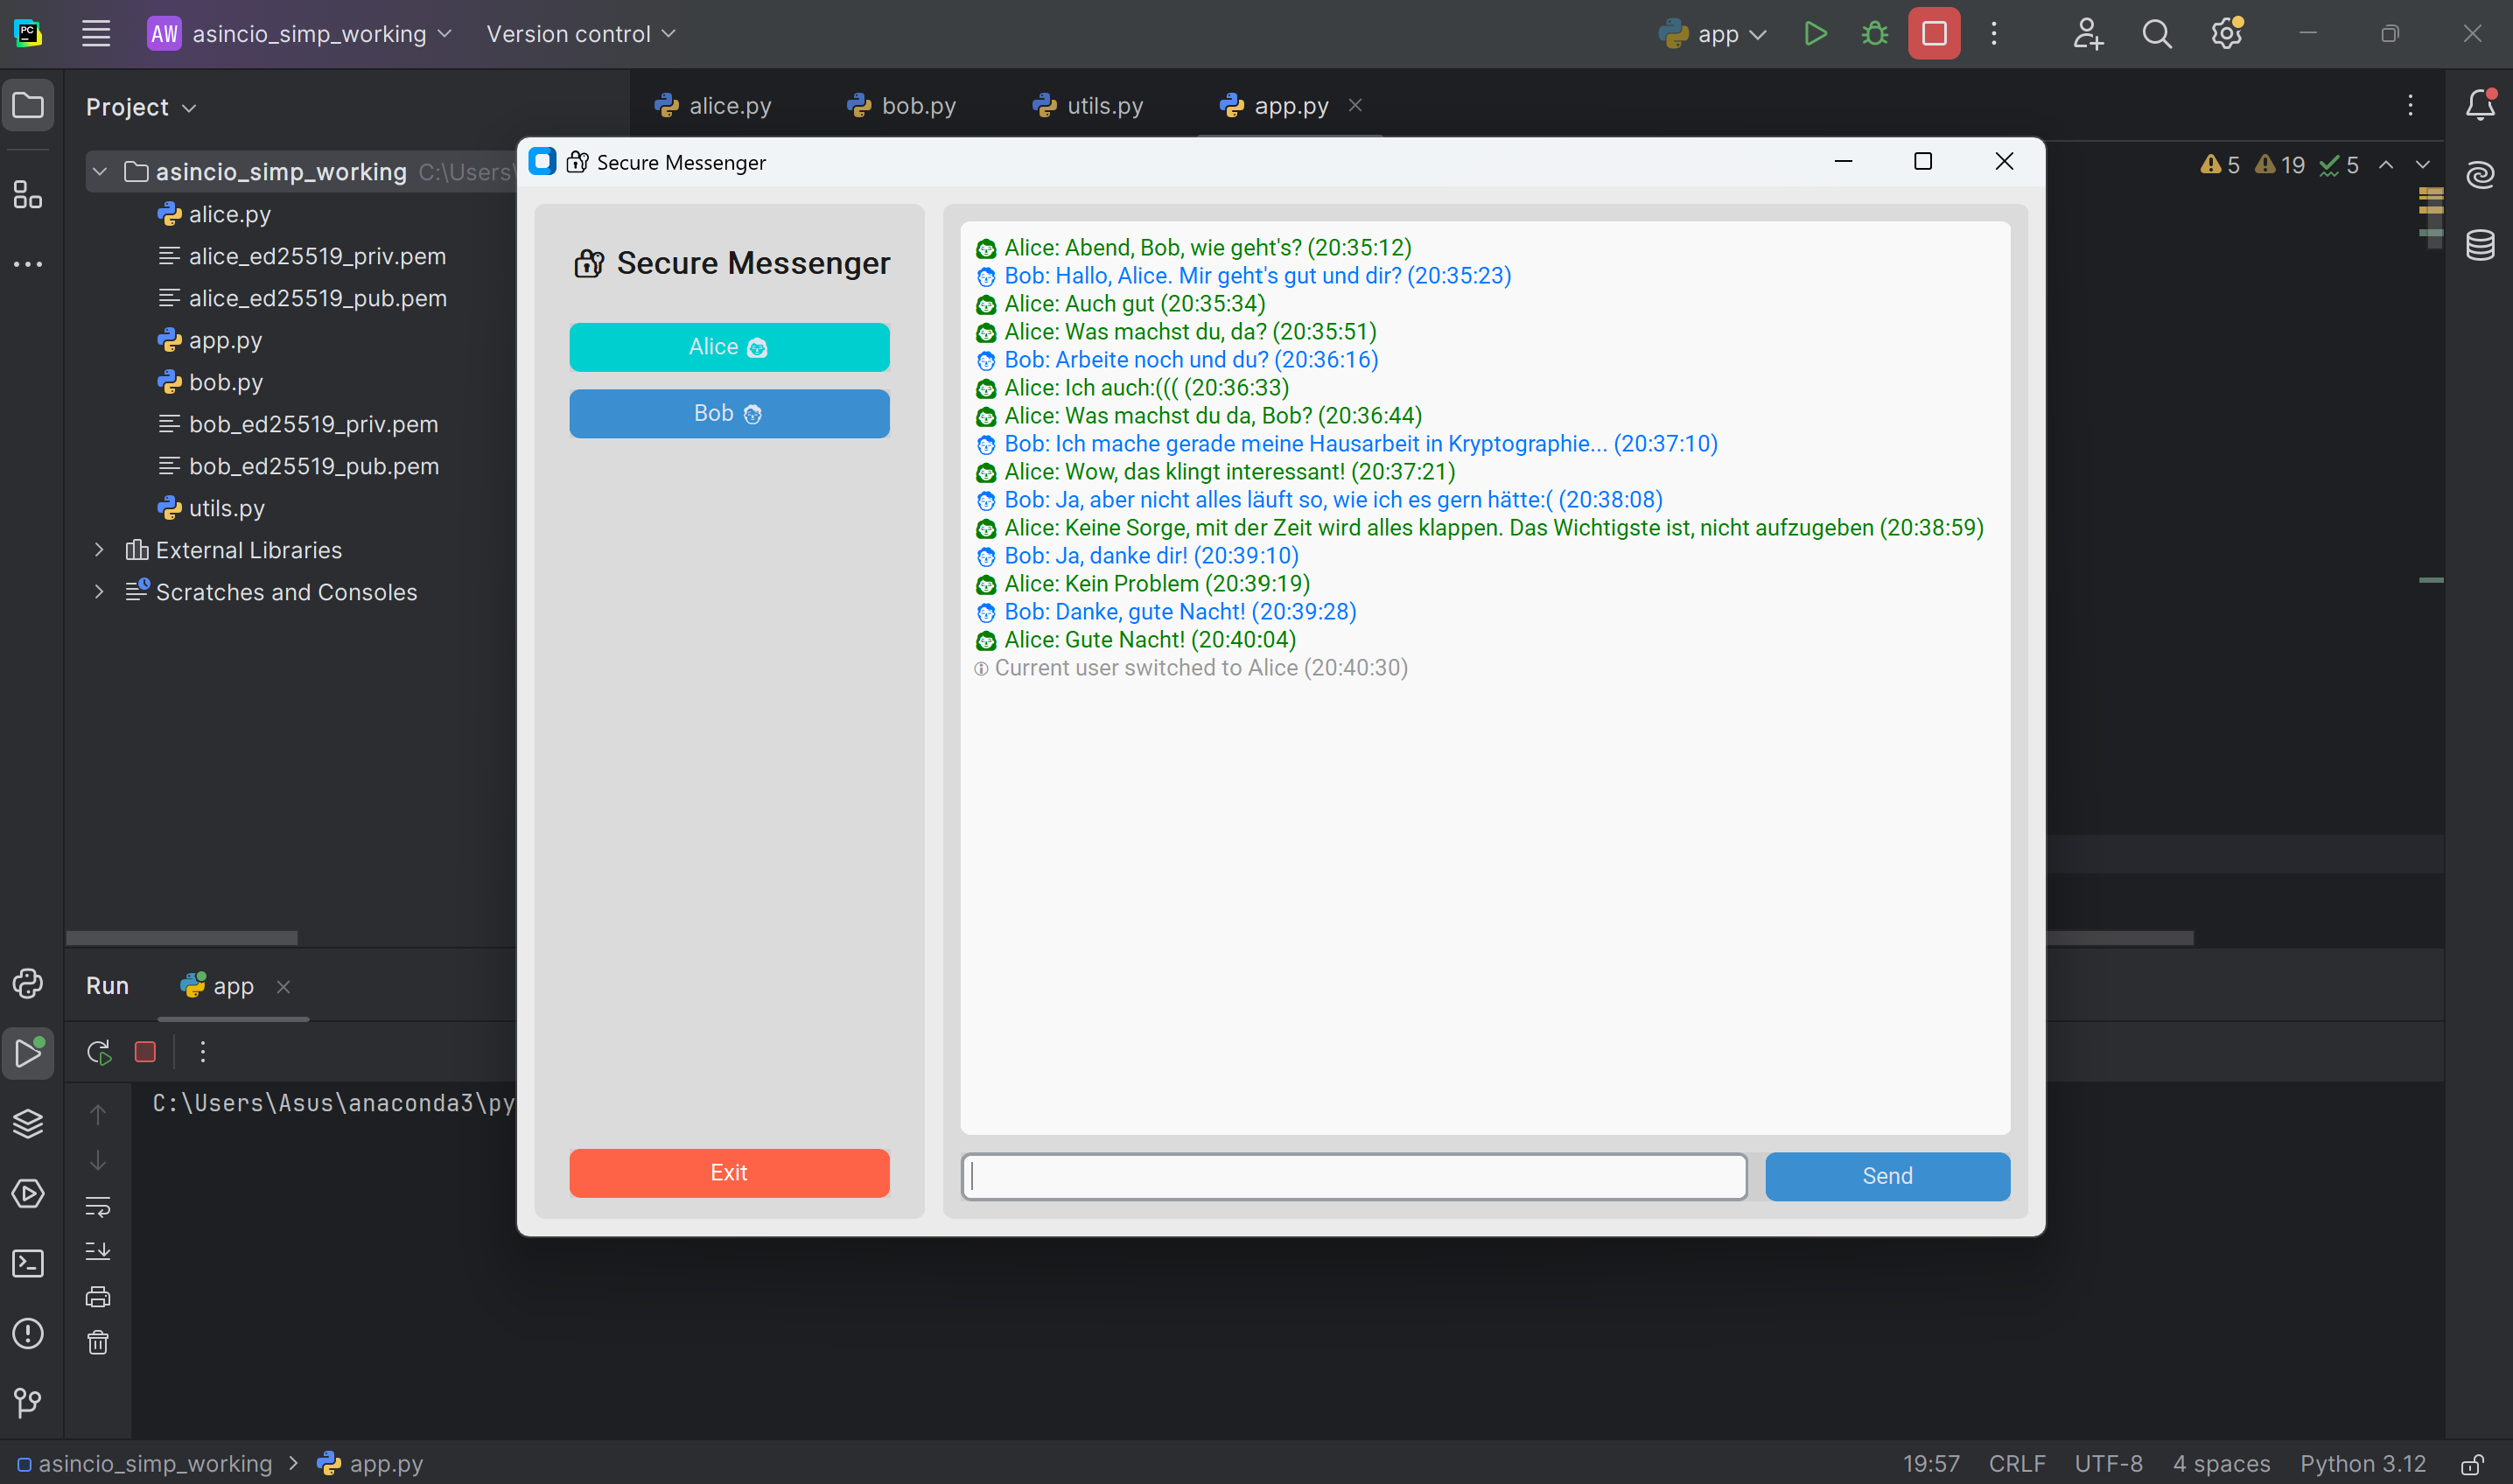 PC
AW asincio_simp_working Version control app
Project
alice.py bob.py utils.py app.py
asincio_simp_working C:\Users\
alice.py
alice_ed25519_priv.pem
alice_ed25519_pub.pem
app.py
bob.py
bob_ed25519_priv.pem
bob_ed25519_pub.pem
utils.py
External Libraries
Scratches and Consoles
5 19 5
Secure Messenger
Secure Messenger
Alice
Bob
Exit
Alice: Abend, Bob, wie geht's? (20:35:12)
Bob: Hallo, Alice. Mir geht's gut und dir? (20:35:23)
Alice: Auch gut (20:35:34)
Alice: Was machst du, da? (20:35:51)
Bob: Arbeite noch und du? (20:36:16)
Alice: Ich auch:((( (20:36:33)
Alice: Was machst du da, Bob? (20:36:44)
Bob: Ich mache gerade meine Hausarbeit in Kryptographie... (20:37:10)
Alice: Wow, das klingt interessant! (20:37:21)
Bob: Ja, aber nicht alles läuft so, wie ich es gern hätte:( (20:38:08)
Alice: Keine Sorge, mit der Zeit wird alles klappen. Das Wichtigste ist, nicht aufzugeben (20:38:59)
Bob: Ja, danke dir! (20:39:10)
Alice: Kein Problem (20:39:19)
Bob: Danke, gute Nacht! (20:39:28)
Alice: Gute Nacht! (20:40:04)
Current user switched to Alice (20:40:30)
Send
Run app
C:\Users\Asus\anaconda3\py
asincio_simp_working > app.py
19:57 CRLF UTF-8 4 spaces Python 3.12